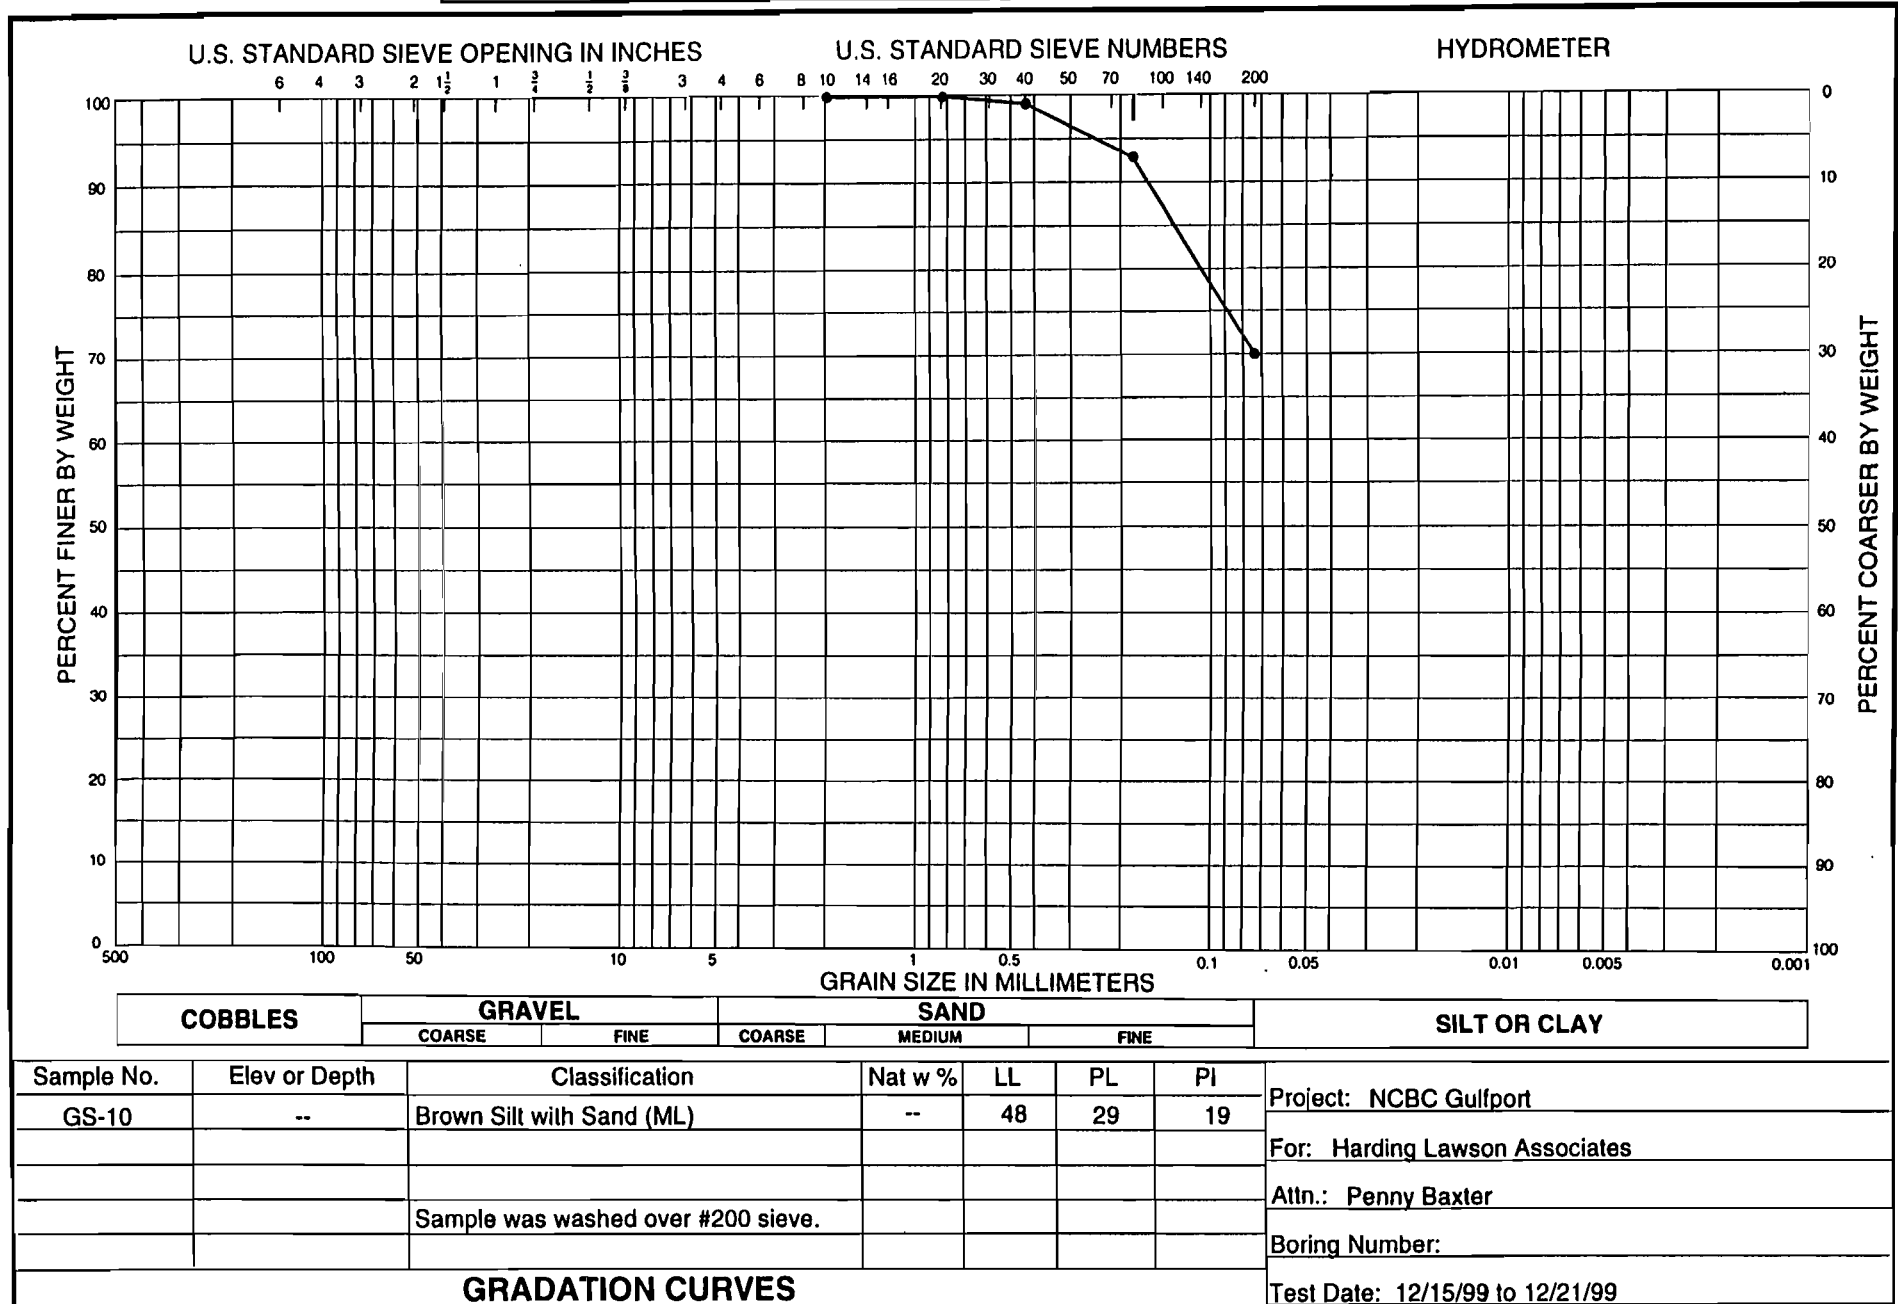 U.S. STANDARD SIEVE OPENING IN INCHES U.S. STANDARD SIEVE NUMBERS HYDROMETER
6 4 3 2 1½ 1 ¾ ½ ⅜ 3 4 6 8 10 14 16 20 30 40 50 70 100 140 200
100 0
90 10
80 20
70 30
60 40
50 50
40 60
30 70
20 80
10 90
0 100
PERCENT FINER BY WEIGHT
PERCENT COARSER BY WEIGHT
500 100 50 10 5 1 0.5 0.1 0.05 0.01 0.005 0.001
GRAIN SIZE IN MILLIMETERS
COBBLES GRAVEL SAND SILT OR CLAY
COARSE FINE COARSE MEDIUM FINE
Sample No. Elev or Depth Classification Nat w % LL PL PI
GS-10 -- Brown Silt with Sand (ML) -- 48 29 19
Sample was washed over #200 sieve.
Project: NCBC Gulfport
For: Harding Lawson Associates
Attn.: Penny Baxter
Boring Number:
Test Date: 12/15/99 to 12/21/99
GRADATION CURVES